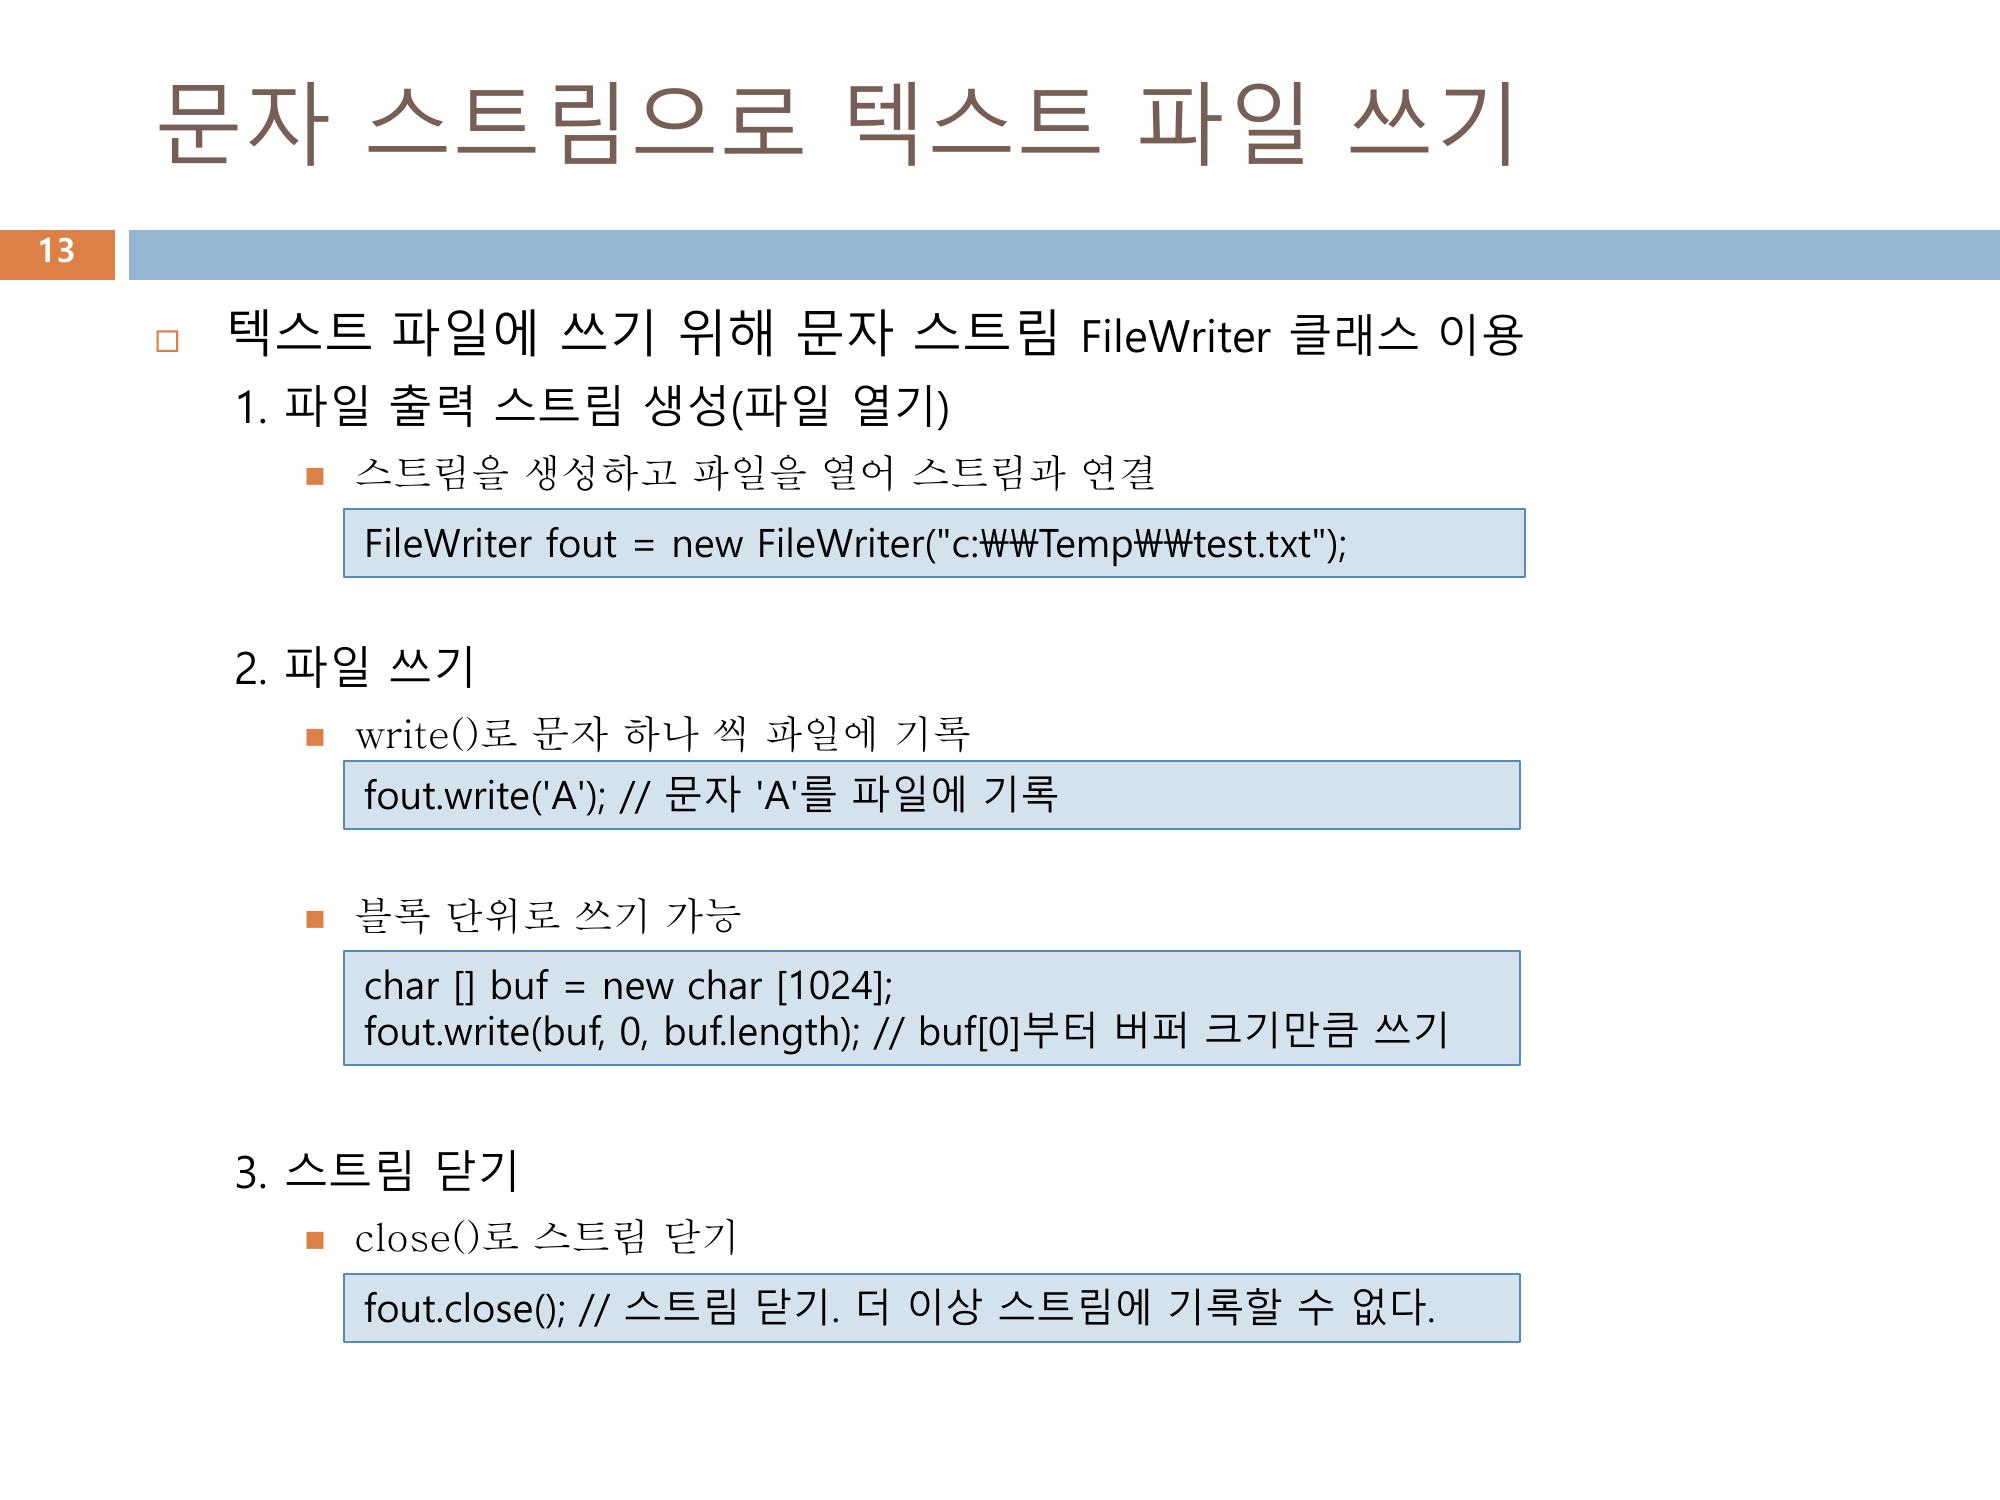 문자 스트림으로 텍스트 파일 쓰기
13
텍스트 파일에 쓰기 위해 문자 스트림 FileWriter 클래스 이용
1. 파일 출력 스트림 생성(파일 열기)
스트림을 생성하고 파일을 열어 스트림과 연결
FileWriter fout = new FileWriter("c:₩₩Temp₩₩test.txt");
2. 파일 쓰기
write()로 문자 하나 씩 파일에 기록
fout.write('A'); // 문자 'A'를 파일에 기록
블록 단위로 쓰기 가능
char [] buf = new char [1024];
fout.write(buf, 0, buf.length); // buf[0]부터 버퍼 크기만큼 쓰기
3. 스트림 닫기
close()로 스트림 닫기
fout.close(); // 스트림 닫기. 더 이상 스트림에 기록할 수 없다.